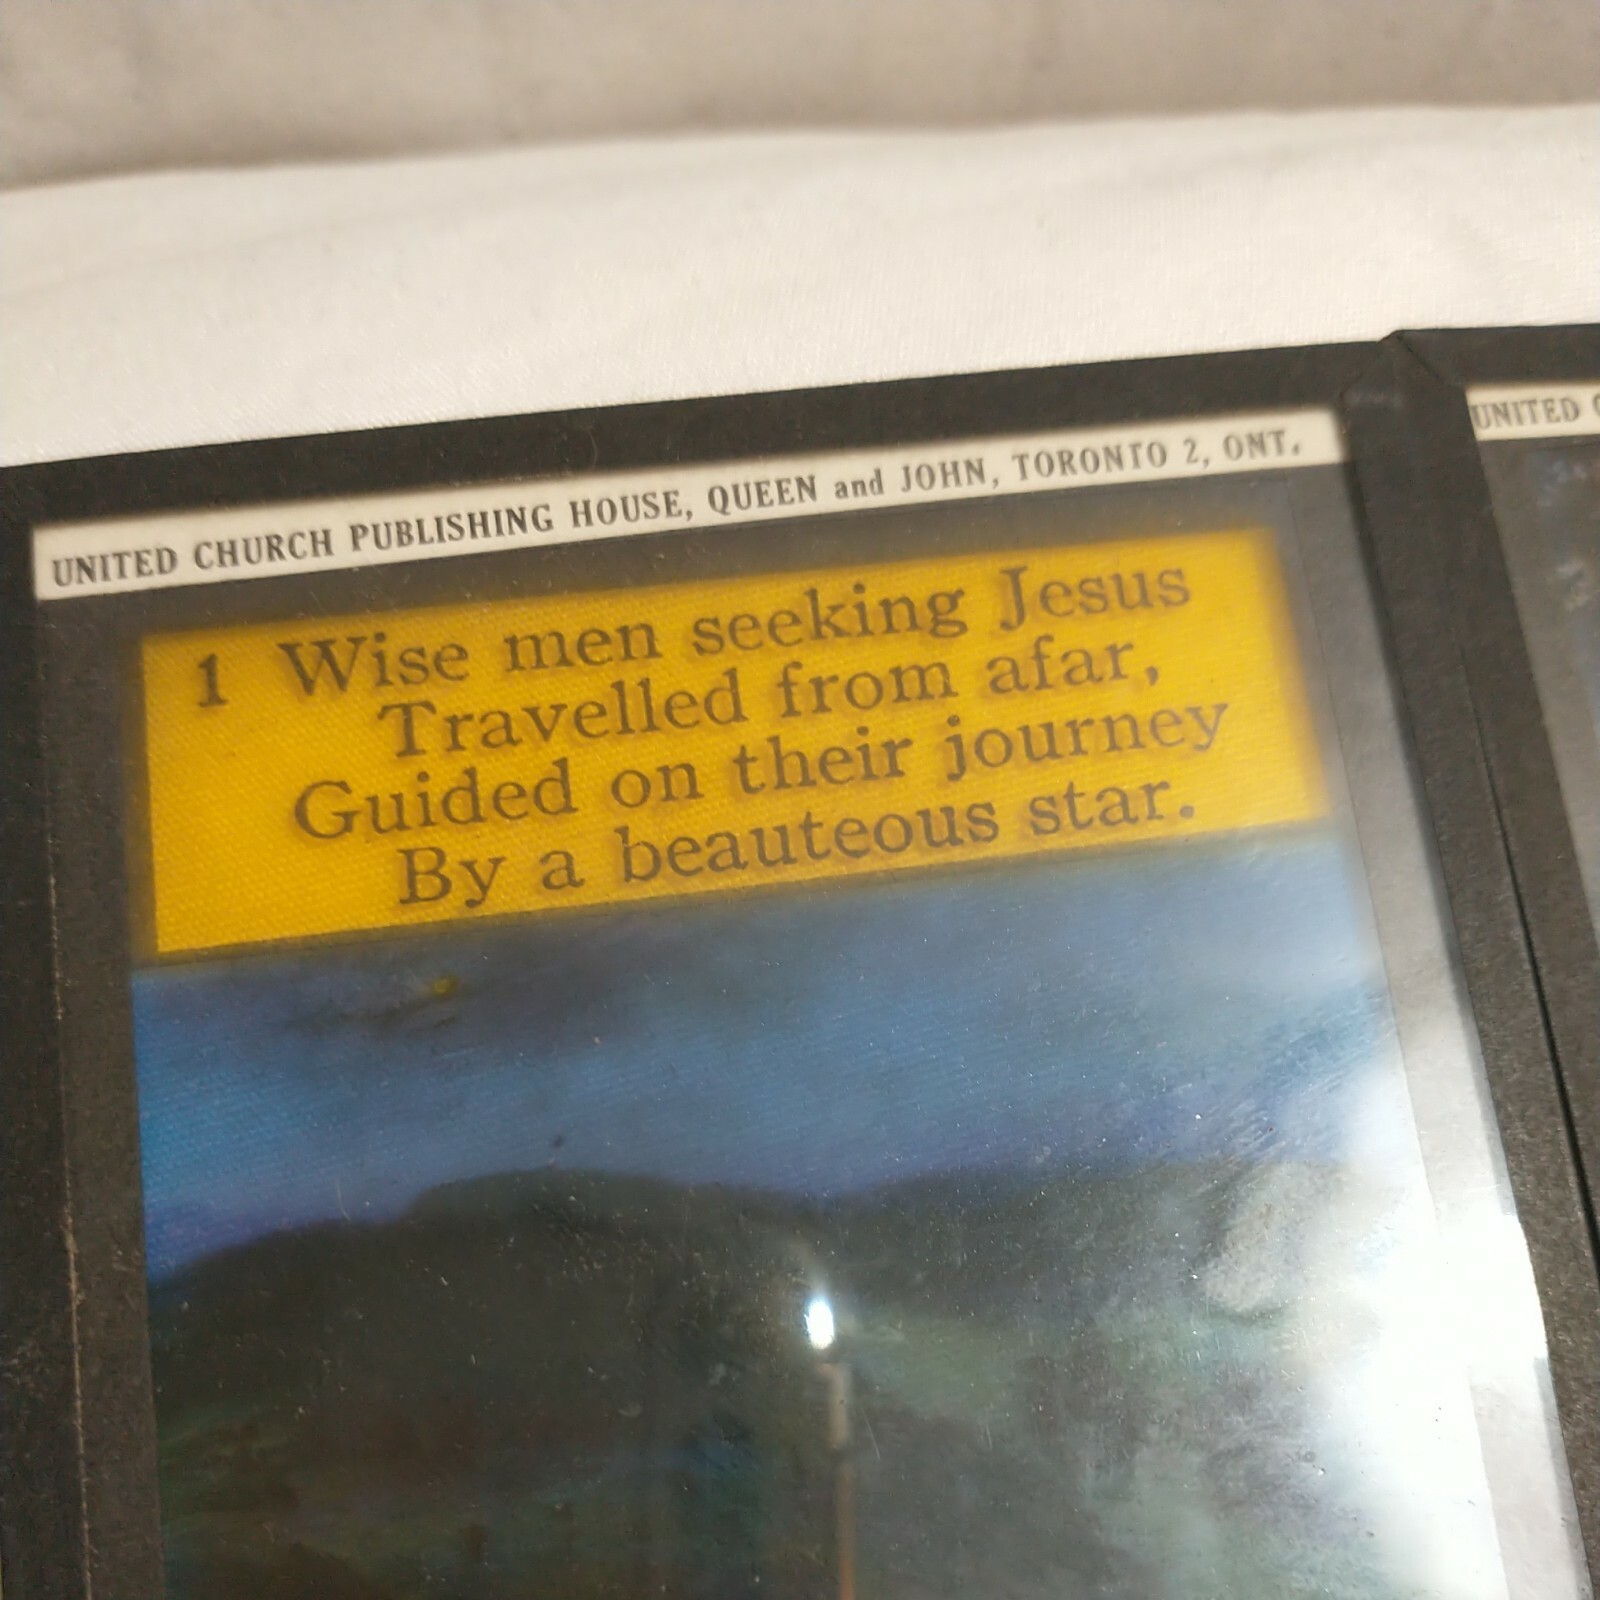 UNITED CHURCH PUBLISHING HOUSE, QUEEN and JOHN, TORONTO 2, ONT.
1 Wise men seeking Jesus
Travelled from afar,
Guided on their journey
By a beauteous star.
UNITED